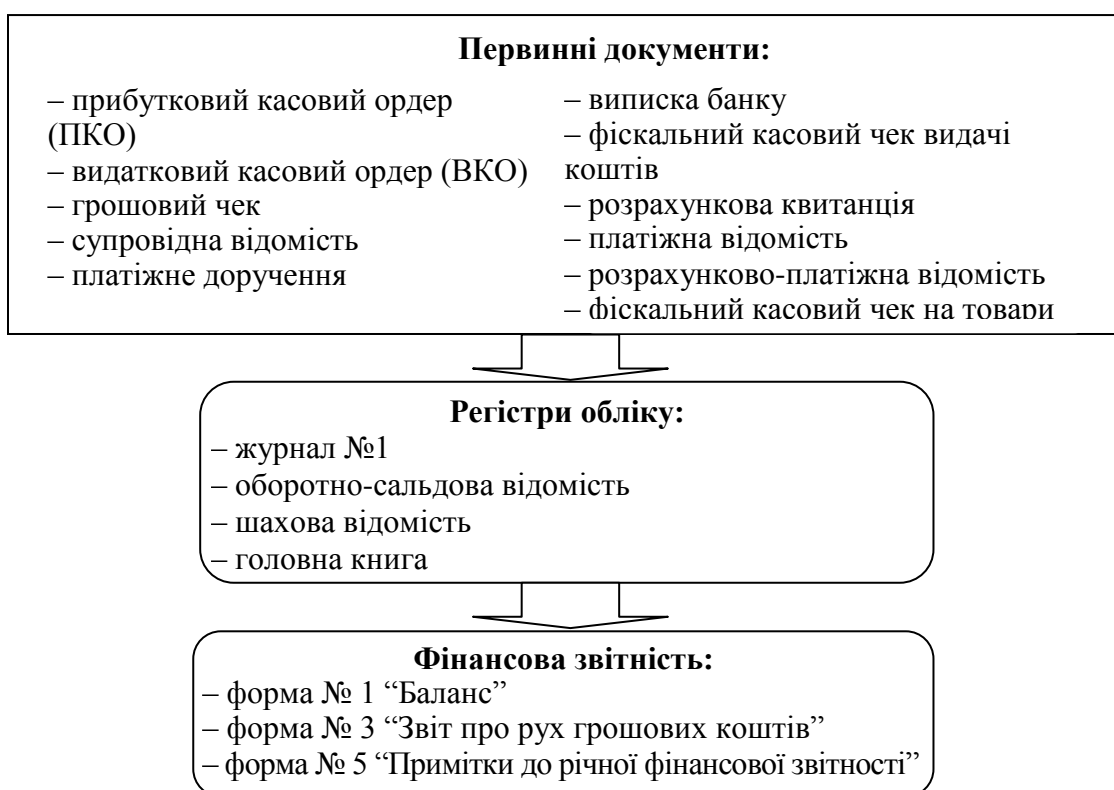 Первинні документи:
– прибутковий касовий ордер
(ПКО)
– видатковий касовий ордер (ВКО)
– грошовий чек
– супровідна відомість
– платіжне доручення
– виписка банку
– фіскальний касовий чек видачі
коштів
– розрахункова квитанція
– платіжна відомість
– розрахунково-платіжна відомість
– фіскальний касовий чек на товари
Регістри обліку:
– журнал №1
– оборотно-сальдова відомість
– шахова відомість
– головна книга
Фінансова звітність:
– форма № 1 “Баланс”
– форма № 3 “Звіт про рух грошових коштів”
– форма № 5 “Примітки до річної фінансової звітності”